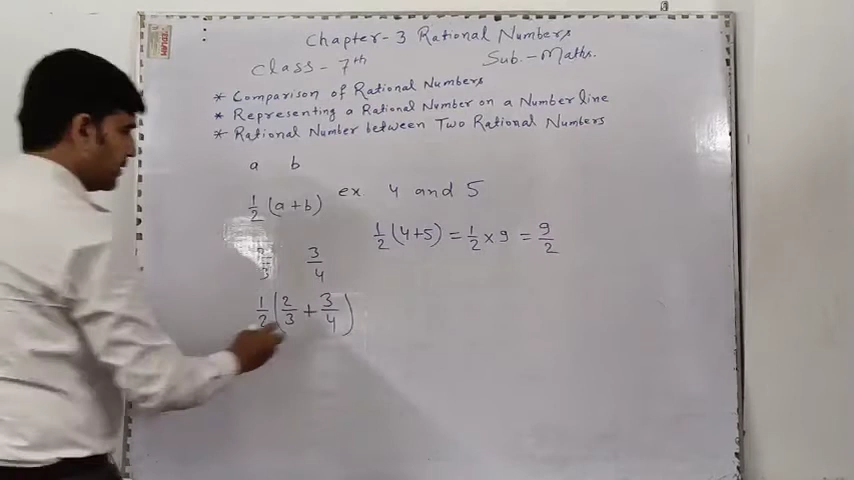 Chapter-3 Rational Numbers
Class - 7th Sub.-Maths.
* Comparison of Rational Numbers
* Representing a Rational Number on a Number line
* Rational Number between Two Rational Numbers
a b
1/2 (a+b) ex. 4 and 5
1/2 (4+5) = 1/2 × 9 = 9/2
2/3 3/4
1/2 (2/3 + 3/4)